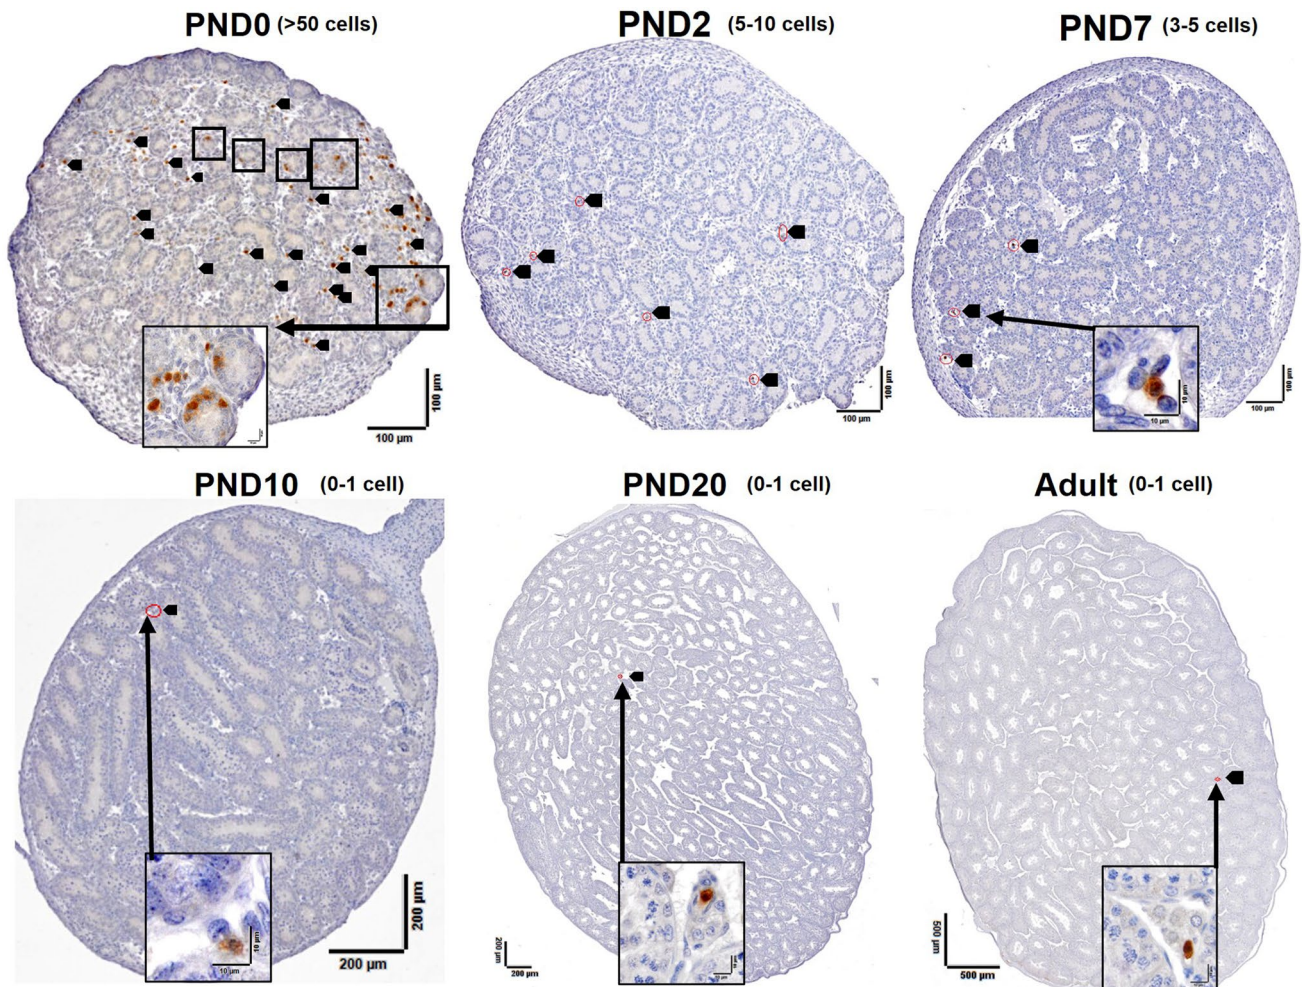 PND0 (>50 cells)
PND2 (5-10 cells)
PND7 (3-5 cells)
100 µm
100 µm
100 µm
100 µm
100 µm
100 µm
10 µm
10 µm
PND10 (0-1 cell)
PND20 (0-1 cell)
Adult (0-1 cell)
200 µm
200 µm
10 µm
10 µm
200 µm
200 µm
500 µm
500 µm